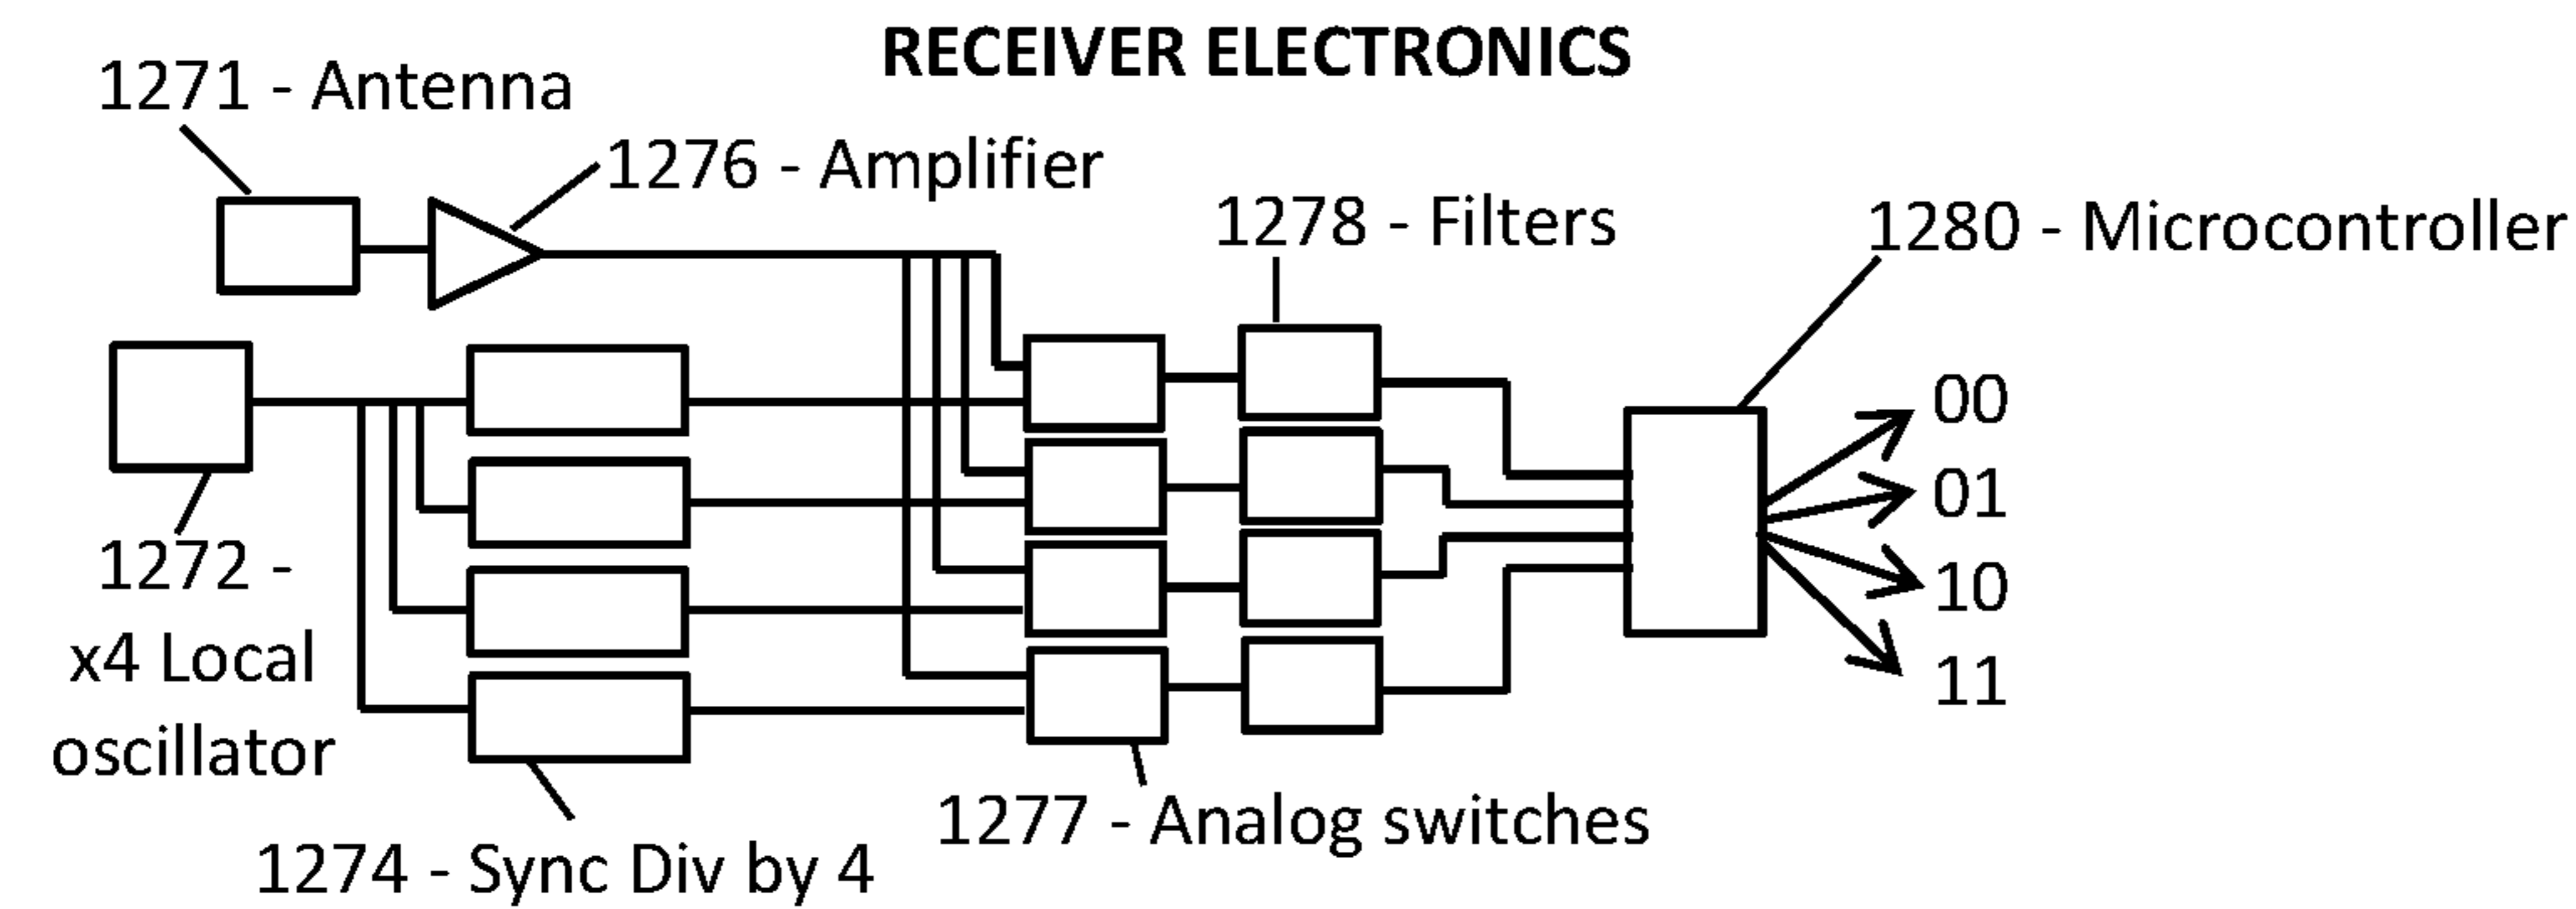 RECEIVER ELECTRONICS
1271 - Antenna
1276 - Amplifier
1278 - Filters
1280 - Microcontroller
00
01
10
11
1272 -
x4 Local
oscillator
1277 - Analog switches
1274 - Sync Div by 4